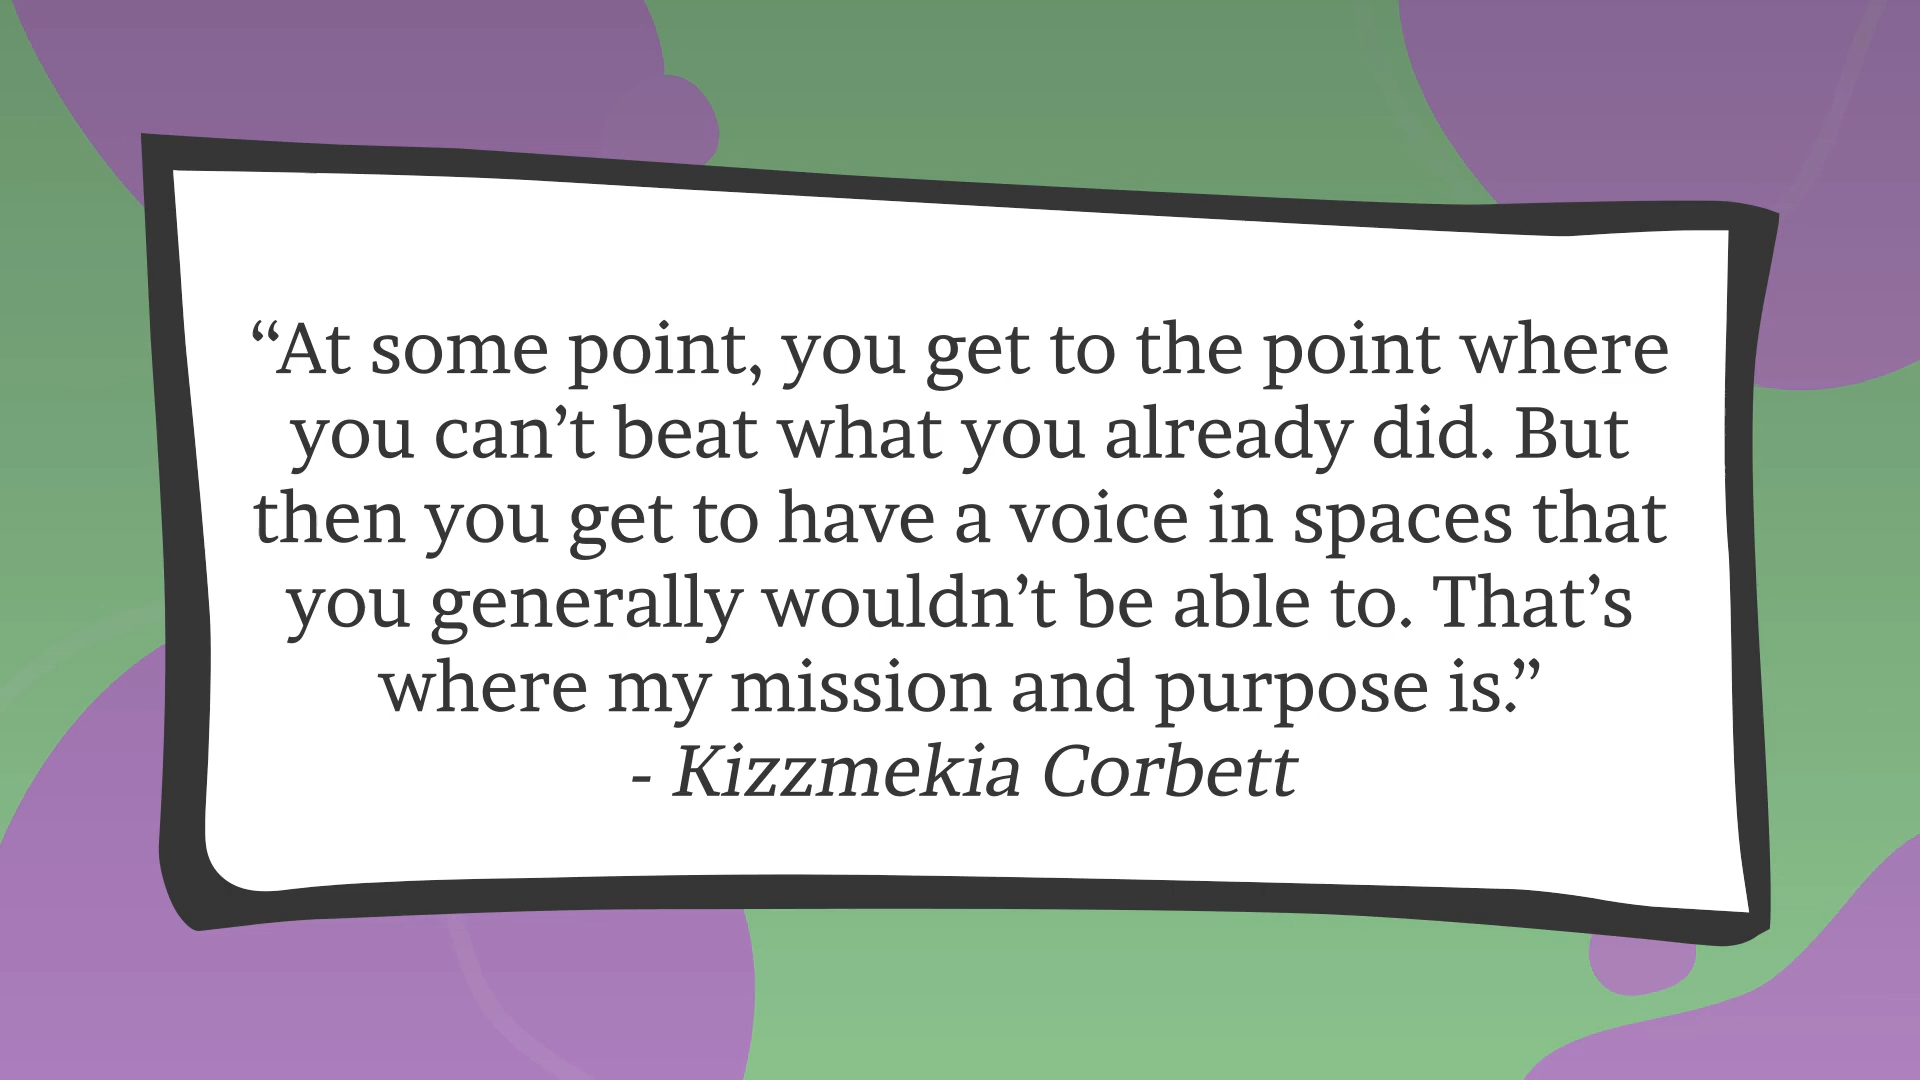 “At some point, you get to the point where
you can’t beat what you already did. But
then you get to have a voice in spaces that
you generally wouldn’t be able to. That’s
where my mission and purpose is.”
- Kizzmekia Corbett